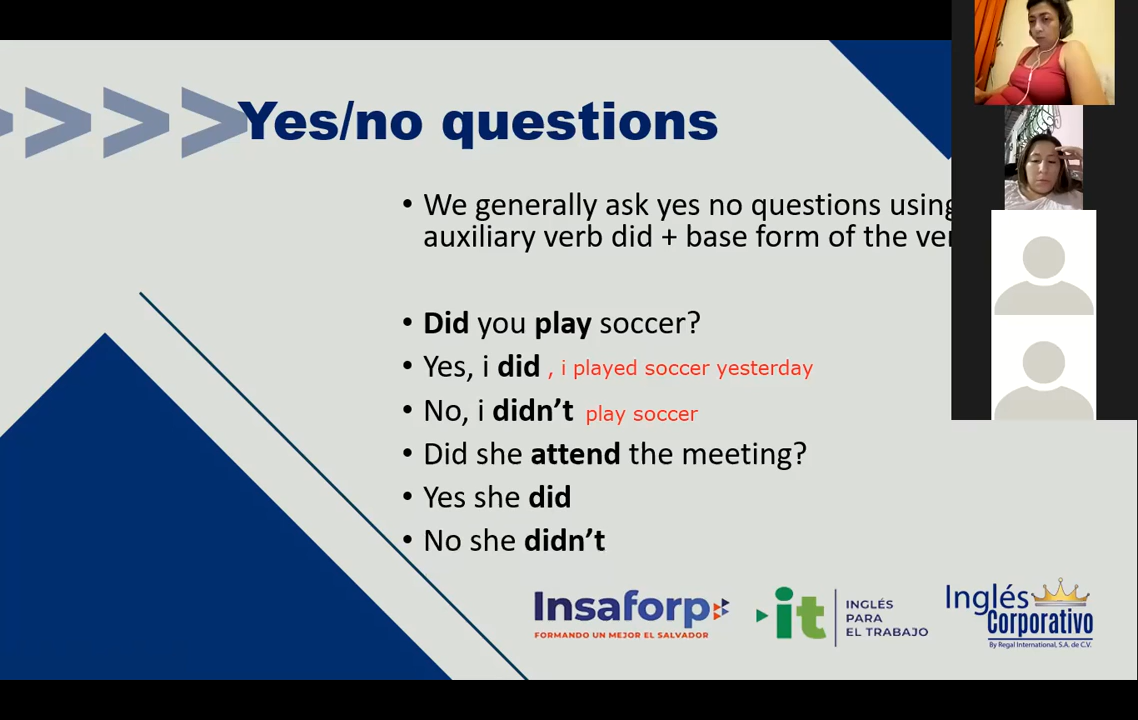 Yes/no questions
• We generally ask yes no questions using
auxiliary verb did + base form of the
• Did you play soccer?
• Yes, i did , i played soccer yesterday
• No, i didn't play soccer
• Did she attend the meeting?
• Yes she did
• No she didn't
Insaforp
FORMANDO UN MEJOR EL SALVADOR
it
INGLÉS
PARA
EL TRABAJO
Inglés
Corporativo
By Regal International, S.A. de C.V.